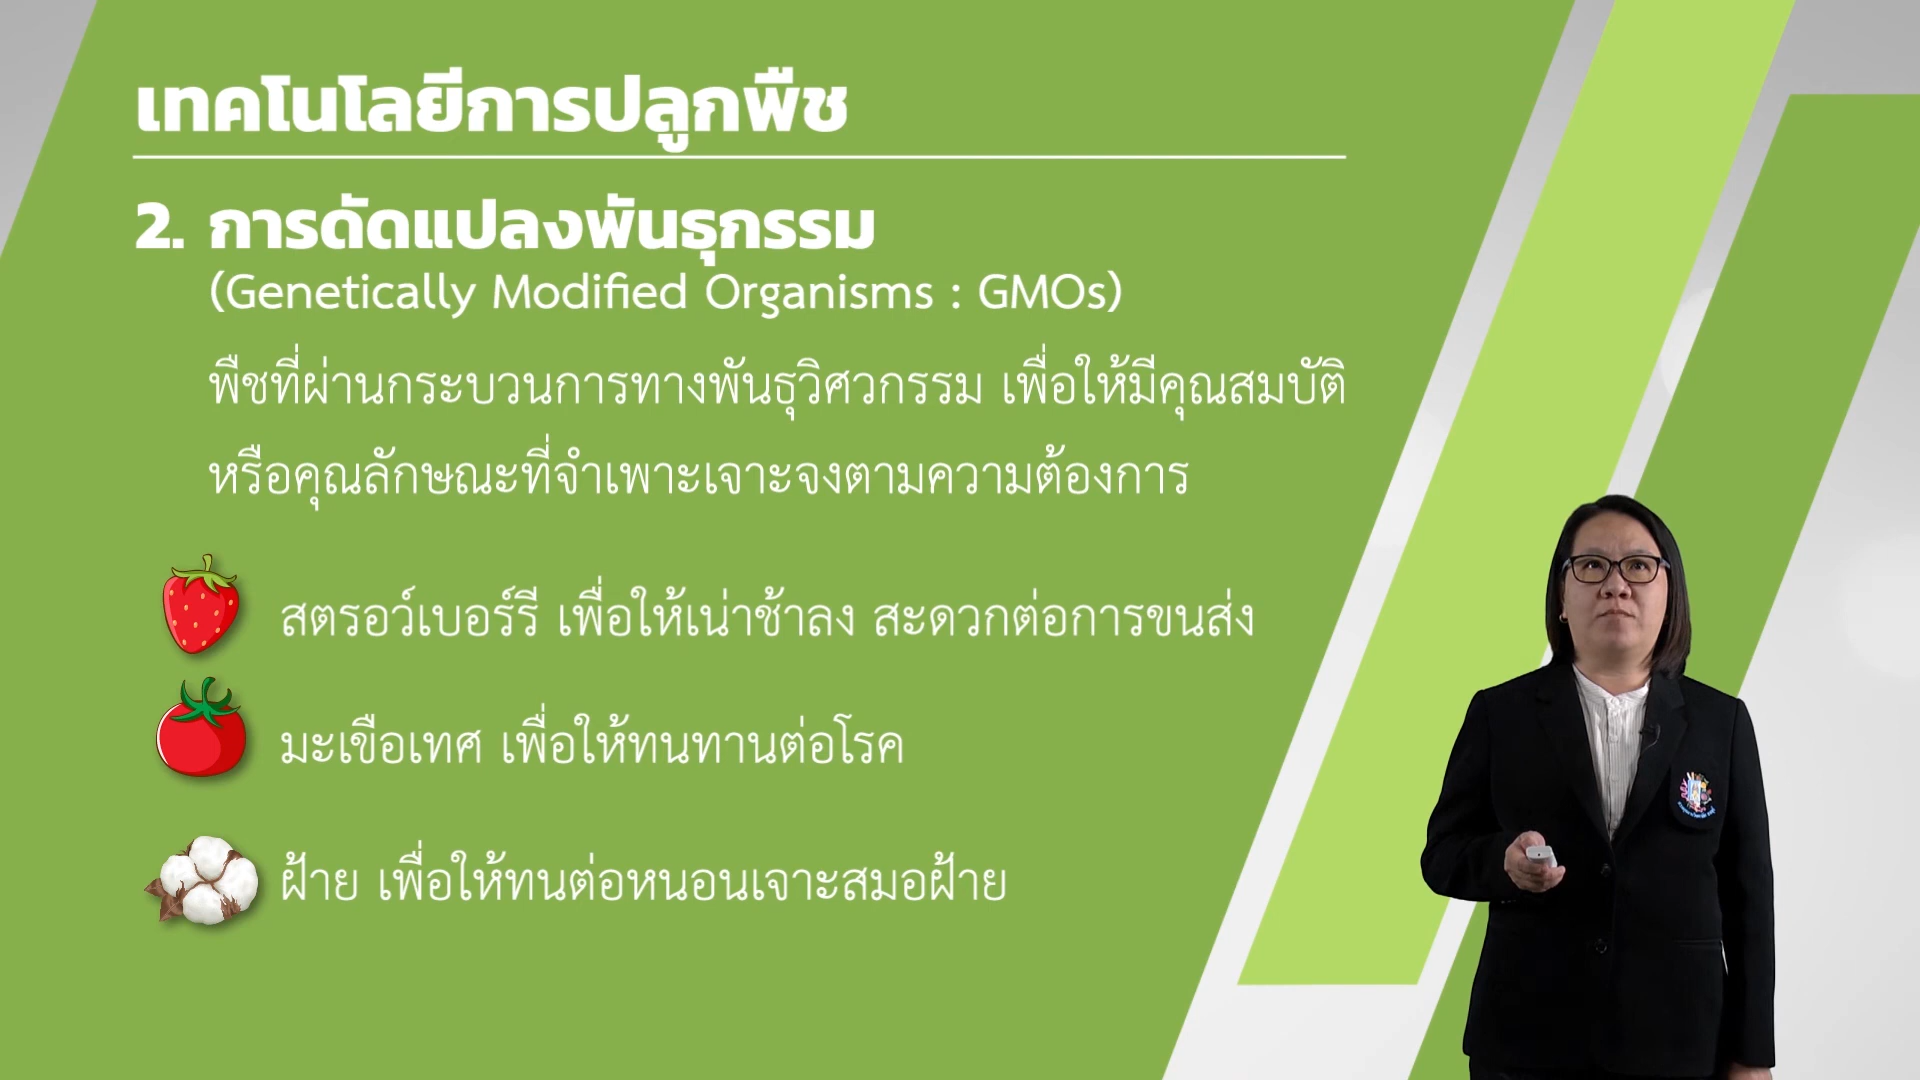 เทคโนโลยีการปลูกพืช
2. การดัดแปลงพันธุกรรม
(Genetically Modified Organisms : GMOs)
พืชที่ผ่านกระบวนการทางพันธุวิศวกรรม เพื่อให้มีคุณสมบัติ
หรือคุณลักษณะที่จำเพาะเจาะจงตามความต้องการ
สตรอว์เบอร์รี เพื่อให้เน่าช้าลง สะดวกต่อการขนส่ง
มะเขือเทศ เพื่อให้ทนทานต่อโรค
ฝ้าย เพื่อให้ทนต่อหนอนเจาะสมอฝ้าย